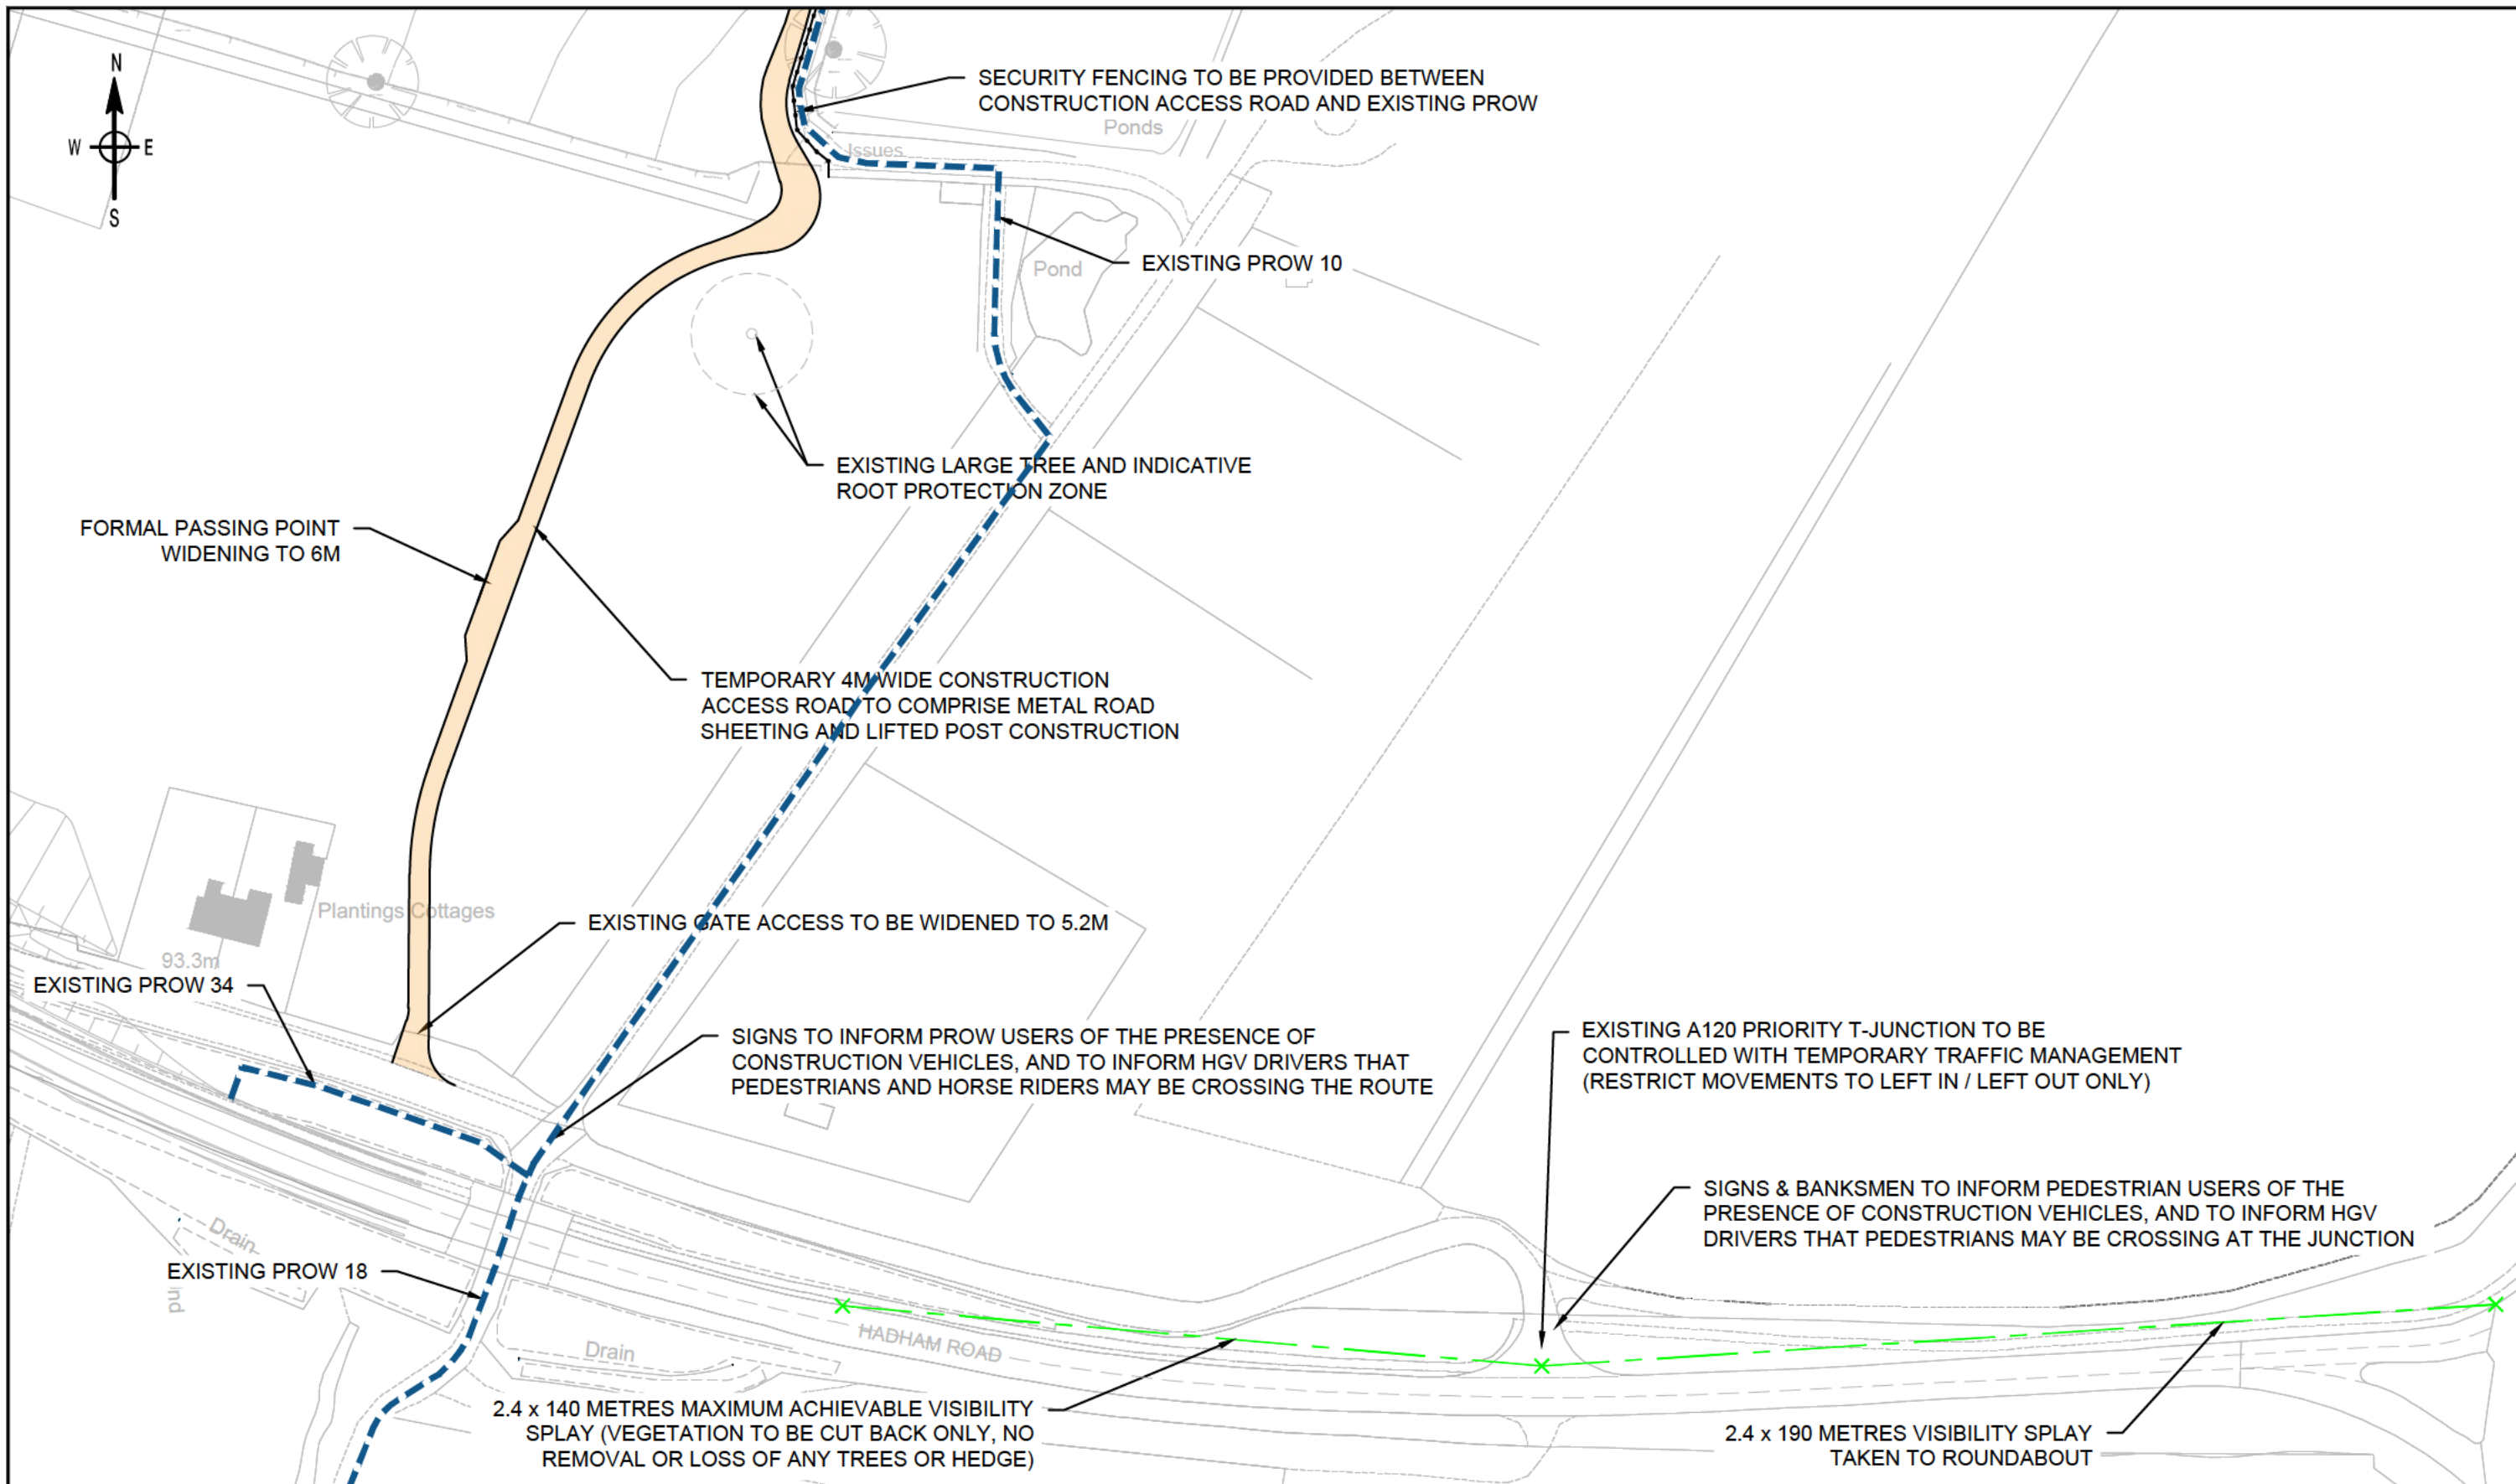 N
W E
S
SECURITY FENCING TO BE PROVIDED BETWEEN
CONSTRUCTION ACCESS ROAD AND EXISTING PROW
Ponds
Issues
EXISTING PROW 10
Pond
EXISTING LARGE TREE AND INDICATIVE
ROOT PROTECTION ZONE
FORMAL PASSING POINT
WIDENING TO 6M
TEMPORARY 4M WIDE CONSTRUCTION
ACCESS ROAD TO COMPRISE METAL ROAD
SHEETING AND LIFTED POST CONSTRUCTION
Plantings Cottages
EXISTING GATE ACCESS TO BE WIDENED TO 5.2M
93.3m
EXISTING PROW 34
SIGNS TO INFORM PROW USERS OF THE PRESENCE OF
CONSTRUCTION VEHICLES, AND TO INFORM HGV DRIVERS THAT
PEDESTRIANS AND HORSE RIDERS MAY BE CROSSING THE ROUTE
EXISTING A120 PRIORITY T-JUNCTION TO BE
CONTROLLED WITH TEMPORARY TRAFFIC MANAGEMENT
(RESTRICT MOVEMENTS TO LEFT IN / LEFT OUT ONLY)
SIGNS & BANKSMEN TO INFORM PEDESTRIAN USERS OF THE
PRESENCE OF CONSTRUCTION VEHICLES, AND TO INFORM HGV
DRIVERS THAT PEDESTRIANS MAY BE CROSSING AT THE JUNCTION
Drain
EXISTING PROW 18
HADHAM ROAD
Drain
2.4 x 140 METRES MAXIMUM ACHIEVABLE VISIBILITY
SPLAY (VEGETATION TO BE CUT BACK ONLY, NO
REMOVAL OR LOSS OF ANY TREES OR HEDGE)
2.4 x 190 METRES VISIBILITY SPLAY
TAKEN TO ROUNDABOUT